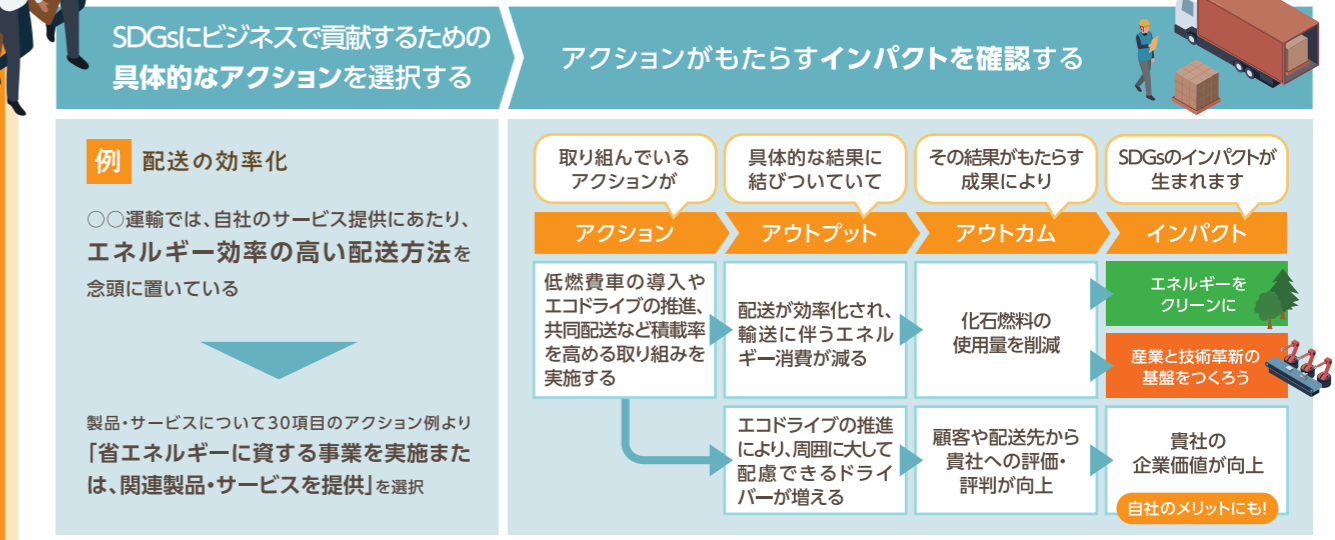 SDGsにビジネスで貢献するための
具体的なアクションを選択する
アクションがもたらすインパクトを確認する
例 配送の効率化
○○運輸では、自社のサービス提供にあたり、
エネルギー効率の高い配送方法を
念頭に置いている
製品・サービスについて30項目のアクション例より
「省エネルギーに資する事業を実施また
は、関連製品・サービスを提供」を選択
取り組んでいる
アクションが
具体的な結果に
結びついていて
その結果がもたらす
成果により
SDGsのインパクトが
生まれます
アクション
アウトプット
アウトカム
インパクト
低燃費車の導入や
エコドライブの推進、
共同配送など積載率
を高める取り組みを
実施する
配送が効率化され、
輸送に伴うエネル
ギー消費が減る
化石燃料の
使用量を削減
エネルギーを
クリーンに
産業と技術革新の
基盤をつくろう
エコドライブの推進
により、周囲に大して
配慮できるドライ
バーが増える
顧客や配送先から
貴社への評価・
評判が向上
貴社の
企業価値が向上
自社のメリットにも!